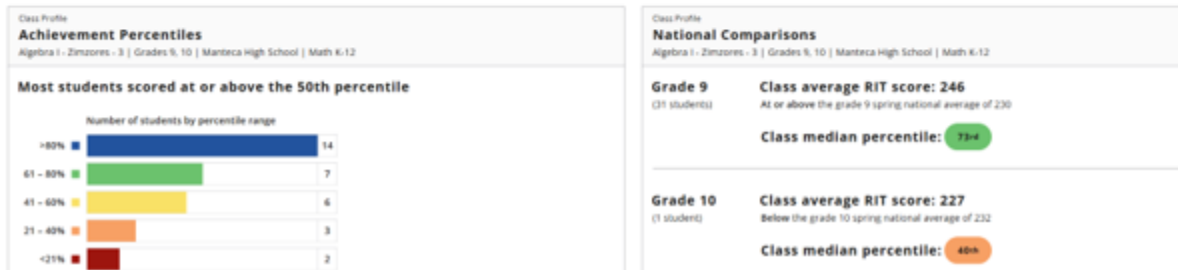 Class Profile
Achievement Percentiles
Algebra I - Zimzores - 3 | Grades 9, 10 | Manteca High School | Math K-12
Most students scored at or above the 50th percentile
Number of students by percentile range
>80% 14
61 – 80% 7
41 – 60% 6
21 – 40% 3
<21% 2
Class Profile
National Comparisons
Algebra I - Zimzores - 3 | Grades 9, 10 | Manteca High School | Math K-12
Grade 9 Class average RIT score: 246
(31 students) At or above the grade 9 spring national average of 230
Class median percentile: 73rd
Grade 10 Class average RIT score: 227
(1 student) Below the grade 10 spring national average of 232
Class median percentile: 40th